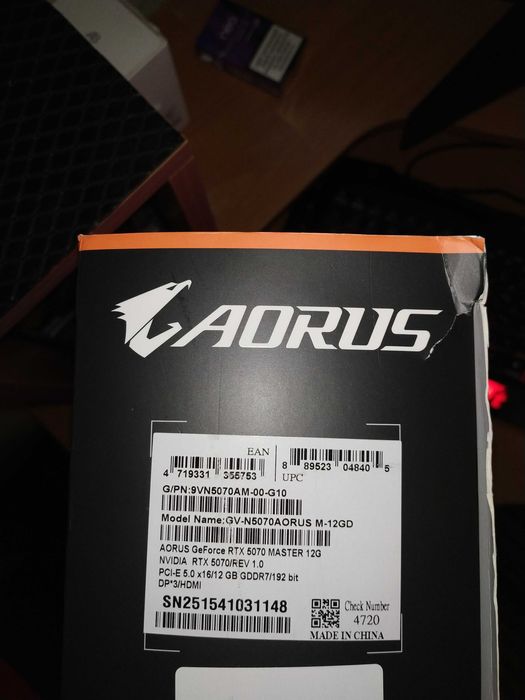 AORUS
EAN
4 719331 355753
8 89523 04840 5
UPC
G/PN:9VN5070AM-00-G10
Model Name:GV-N5070AORUS M-12GD
AORUS GeForce RTX 5070 MASTER 12G
NVIDIA RTX 5070/REV 1.0
PCI-E 5.0 x16/12 GB GDDR7/192 bit
DP*3/HDMI
SN251541031148
Check Number
4720
MADE IN CHINA